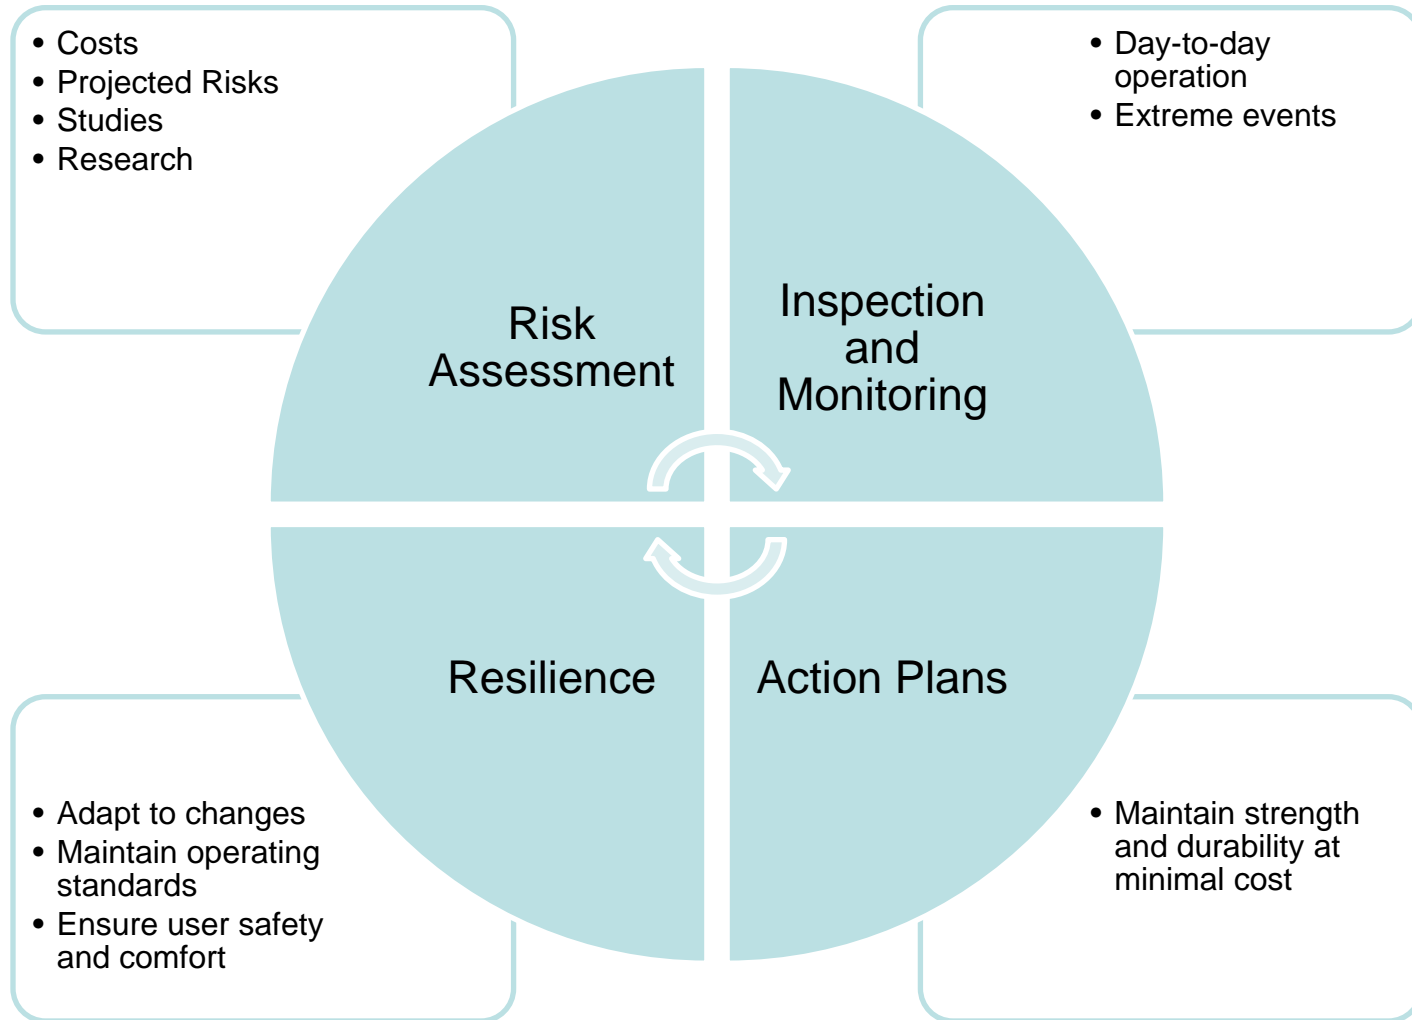 • Costs
• Projected Risks
• Studies
• Research
• Day-to-day
operation
• Extreme events
Risk
Assessment
Inspection
and
Monitoring
Resilience
Action Plans
• Adapt to changes
• Maintain operating
standards
• Ensure user safety
and comfort
• Maintain strength
and durability at
minimal cost